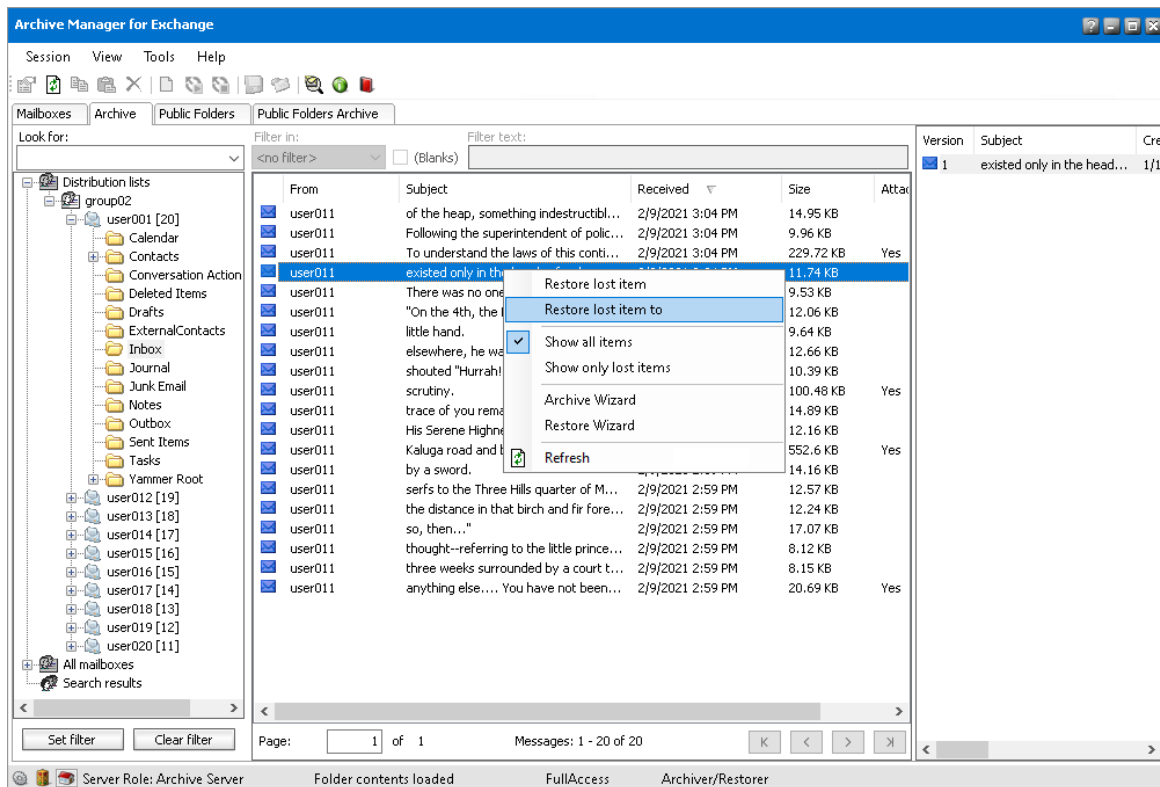 Archive Manager for Exchange
Session View Tools Help
Mailboxes Archive Public Folders Public Folders Archive
Look for: Filter in: Filter text:
<no filter> (Blanks)
Version Subject Cre
1 existed only in the head... 1/1
Distribution lists
group02
user001 [20]
Calendar
Contacts
Conversation Action
Deleted Items
Drafts
ExternalContacts
Inbox
Journal
Junk Email
Notes
Outbox
Sent Items
Tasks
Yammer Root
user012 [19]
user013 [18]
user014 [17]
user015 [16]
user016 [15]
user017 [14]
user018 [13]
user019 [12]
user020 [11]
All mailboxes
Search results
Set filter Clear filter
From Subject Received Size Attac
user011 of the heap, something indestructibl... 2/9/2021 3:04 PM 14.95 KB
user011 Following the superintendent of polic... 2/9/2021 3:04 PM 9.96 KB
user011 To understand the laws of this conti... 2/9/2021 3:04 PM 229.72 KB Yes
user011 existed only in 11.74 KB
user011 There was no one 9.53 KB
user011 "On the 4th, the 12.06 KB
user011 little hand. 9.64 KB
user011 elsewhere, he wa 12.66 KB
user011 shouted "Hurrah! 10.39 KB
user011 scrutiny. 100.48 KB Yes
user011 trace of you rema 14.89 KB
user011 His Serene Highne 12.16 KB
user011 Kaluga road and 552.6 KB Yes
user011 by a sword. 14.16 KB
user011 serfs to the Three Hills quarter of M... 2/9/2021 2:59 PM 12.57 KB
user011 the distance in that birch and fir fore... 2/9/2021 2:59 PM 12.24 KB
user011 so, then..." 2/9/2021 2:59 PM 17.07 KB
user011 thought--referring to the little prince... 2/9/2021 2:59 PM 8.12 KB
user011 three weeks surrounded by a court t... 2/9/2021 2:59 PM 8.15 KB
user011 anything else.... You have not been... 2/9/2021 2:59 PM 20.69 KB Yes
Restore lost item
Restore lost item to
Show all items
Show only lost items
Archive Wizard
Restore Wizard
Refresh
Page: 1 of 1 Messages: 1 - 20 of 20
Server Role: Archive Server Folder contents loaded FullAccess Archiver/Restorer